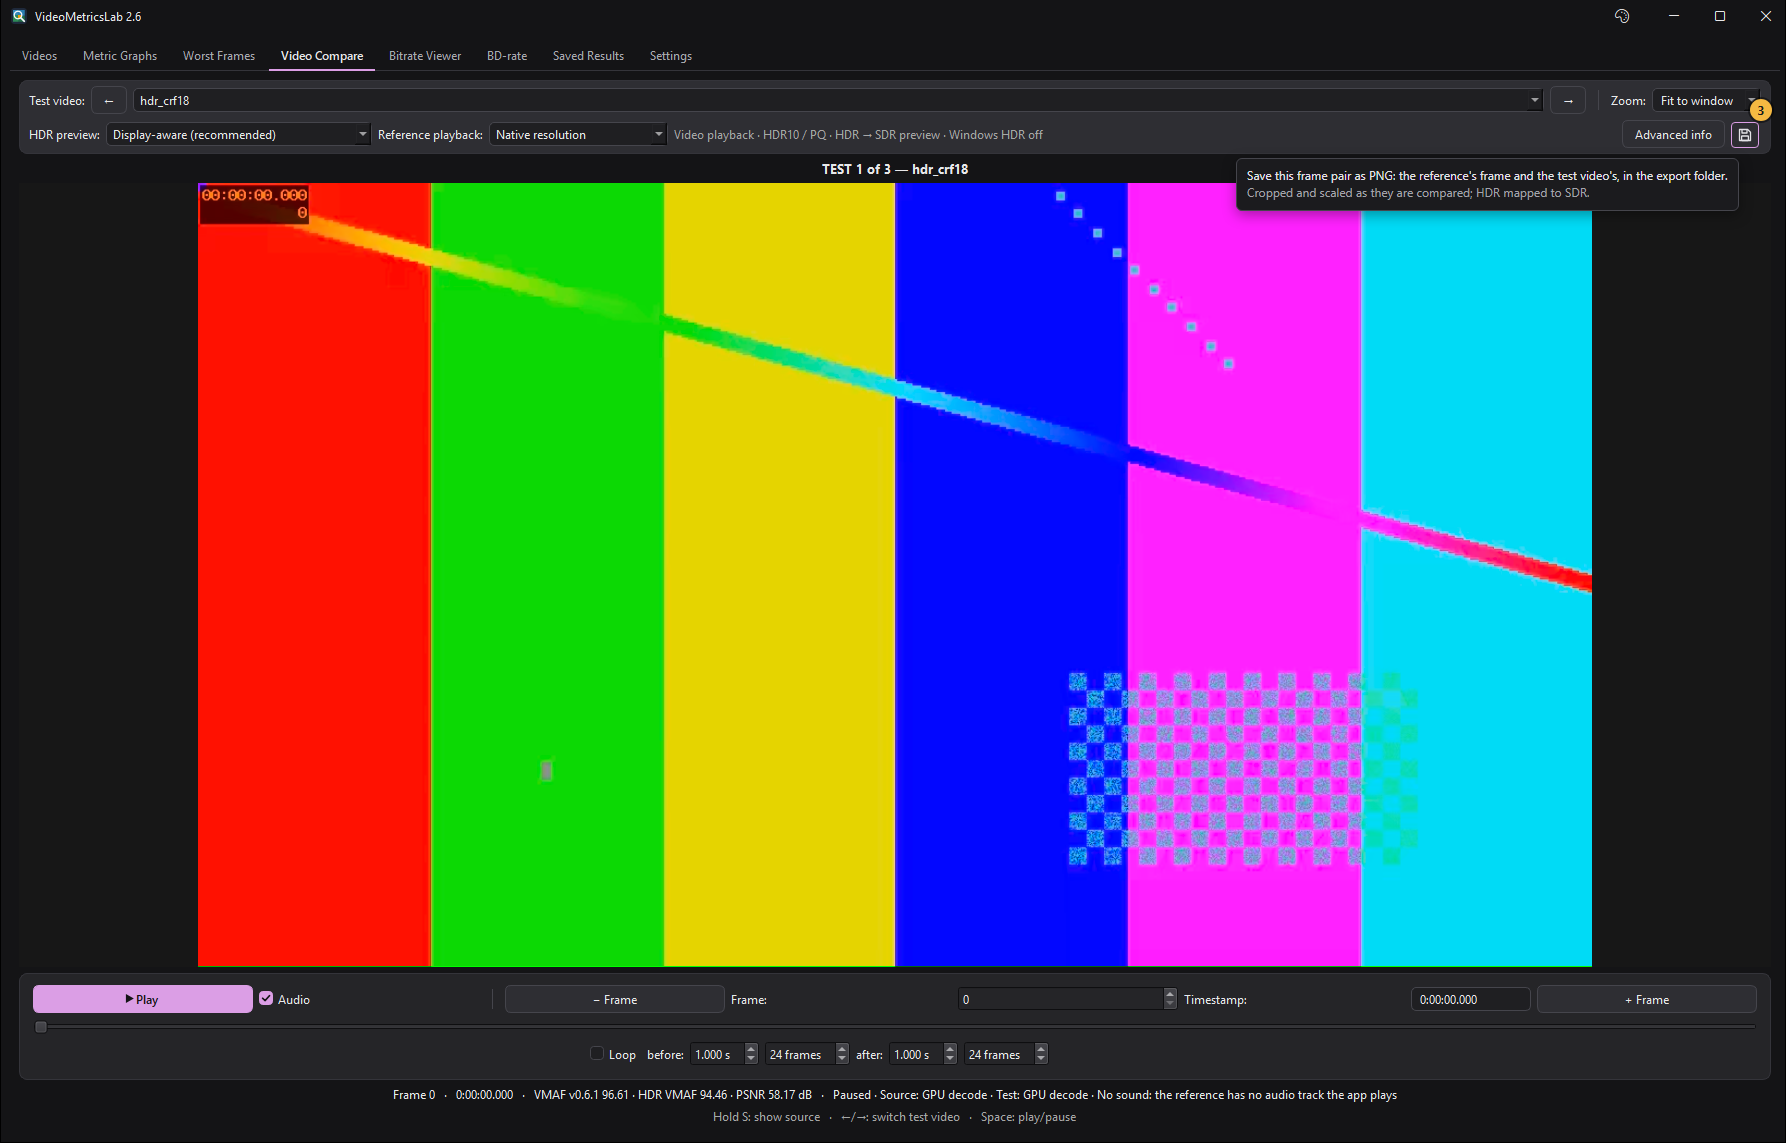 VideoMetricsLab 2.6
Videos
Metric Graphs
Worst Frames
Video Compare
Bitrate Viewer
BD-rate
Saved Results
Settings
Test video:
←
hdr_crf18
→
Zoom:
Fit to window
3
HDR preview:
Display-aware (recommended)
Reference playback:
Native resolution
Video playback · HDR10 / PQ · HDR → SDR preview · Windows HDR off
Advanced info
TEST 1 of 3 — hdr_crf18
Save this frame pair as PNG: the reference's frame and the test video's, in the export folder.
Cropped and scaled as they are compared; HDR mapped to SDR.
00:00:00.000
0
Play
Audio
− Frame
Frame:
0
Timestamp:
0:00:00.000
+ Frame
Loop
before:
1.000 s
24 frames
after:
1.000 s
24 frames
Frame 0 · 0:00:00.000 · VMAF v0.6.1 96.61 · HDR VMAF 94.46 · PSNR 58.17 dB · Paused · Source: GPU decode · Test: GPU decode · No sound: the reference has no audio track the app plays
Hold S: show source · ←/→: switch test video · Space: play/pause